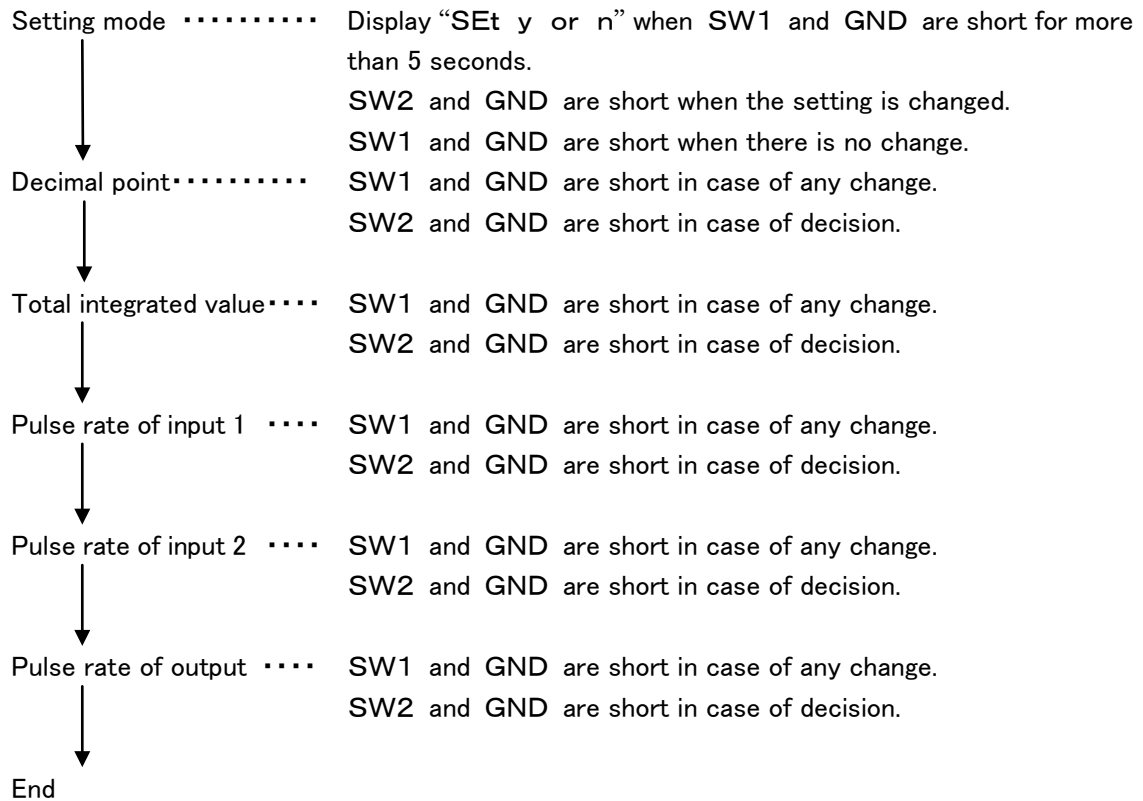 Setting mode ・・・・・・・・・・ Display “SEt y or n” when SW1 and GND are short for more
than 5 seconds.
SW2 and GND are short when the setting is changed.
SW1 and GND are short when there is no change.
Decimal point・・・・・・・・・・ SW1 and GND are short in case of any change.
SW2 and GND are short in case of decision.
Total integrated value・・・・ SW1 and GND are short in case of any change.
SW2 and GND are short in case of decision.
Pulse rate of input 1 ・・・・ SW1 and GND are short in case of any change.
SW2 and GND are short in case of decision.
Pulse rate of input 2 ・・・・ SW1 and GND are short in case of any change.
SW2 and GND are short in case of decision.
Pulse rate of output ・・・・ SW1 and GND are short in case of any change.
SW2 and GND are short in case of decision.
End